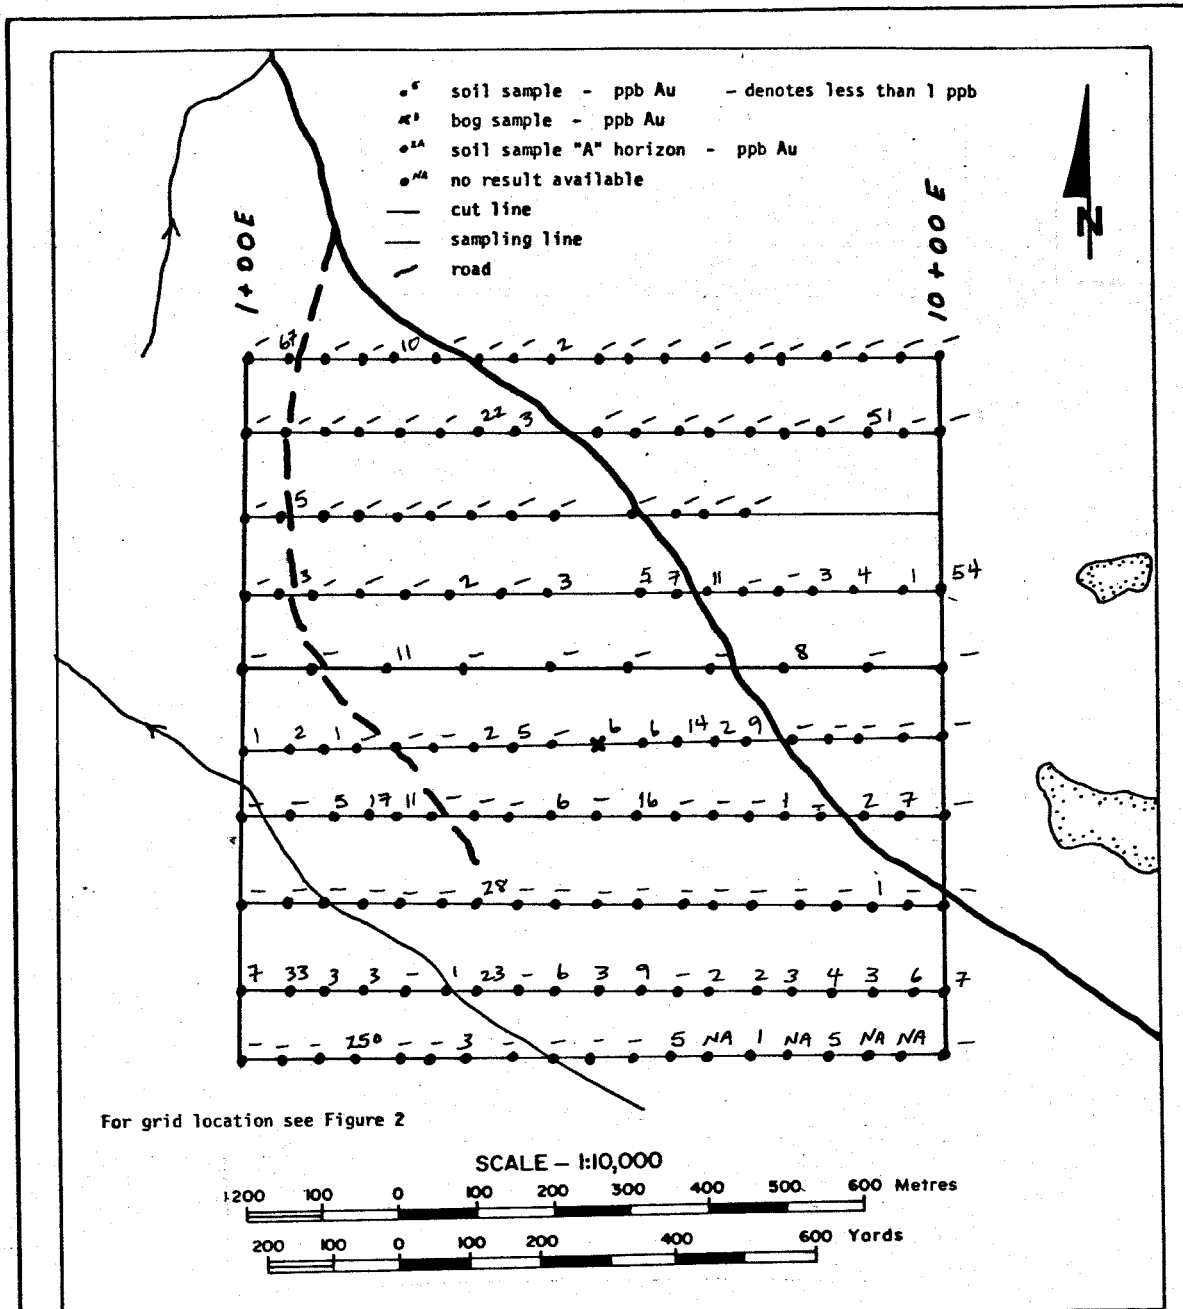 •⁵ soil sample - ppb Au - denotes less than 1 ppb
bog sample - ppb Au
soil sample "A" horizon - ppb Au
•ᴺᴬ no result available
cut line
sampling line
road
N
1+00E
10+00E
- 67 - - 10 - - - 2 - - - - - - - - - -
- - - - - - 22 3 - - - - - - - 51 - -
- 5 - - - - - - - - - - - -
- - 3 - - 2 - 3 5 7 11 - - 3 4 1 54
- - 11 - - - - 8 - -
1 2 1 - - - 2 5 - 6 6 14 2 9 - - - - -
- - 5 17 11 - - - 6 - 16 - - - 1 - 2 7 -
- - - - - - 28 - - - - - - - - - 1 - -
7 33 3 3 - 1 23 - 6 3 9 - 2 2 3 4 3 6 7
- - - 250 - - 3 - - - - 5 NA 1 NA 5 NA NA -
For grid location see Figure 2
SCALE – 1:10,000
200 100 0 100 200 300 400 500 600 Metres
200 100 0 100 200 400 600 Yards